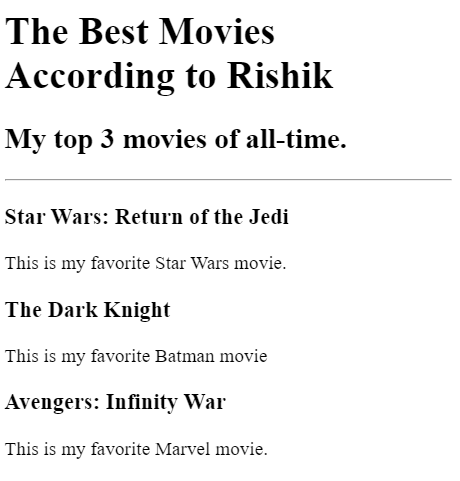 The Best Movies
According to Rishik
My top 3 movies of all-time.
Star Wars: Return of the Jedi
This is my favorite Star Wars movie.
The Dark Knight
This is my favorite Batman movie
Avengers: Infinity War
This is my favorite Marvel movie.